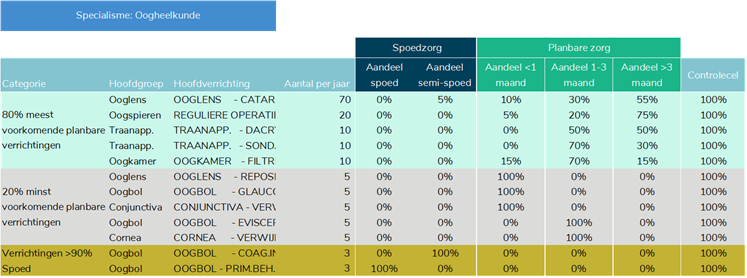 Specialisme: Oogheelkunde
Spoedzorg Planbare zorg
Categorie Hoofdgroep Hoofdverrichting Aantal per jaar Aandeel spoed Aandeel semi-spoed Aandeel <1 maand Aandeel 1-3 maand Aandeel >3 maand Controlecel
Ooglens OOGLENS - CATAR 70 0% 5% 10% 30% 55% 100%
80% meest Oogspieren REGULIERE OPERATIE 20 0% 0% 5% 20% 75% 100%
voorkomende planbare Traanapp. TRAANAPP. - DACRY 10 0% 0% 0% 50% 50% 100%
verrichtingen Traanapp. TRAANAPP. - SOND. 10 0% 0% 0% 70% 30% 100%
Oogkamer OOGKAMER - FILTR. 10 0% 0% 15% 70% 15% 100%
Ooglens OOGLENS - REPOSI 5 0% 0% 100% 0% 0% 100%
20% minst Oogbol OOGBOL - GLAUCC 5 0% 0% 100% 0% 0% 100%
voorkomende planbare Conjunctiva CONJUNCTIVA - VERV 5 0% 0% 100% 0% 0% 100%
verrichtingen Oogbol OOGBOL - EVISCEF 5 0% 0% 0% 100% 0% 100%
Cornea CORNEA - VERWIJI 5 0% 0% 0% 100% 0% 100%
Verrichtingen >90% Oogbol OOGBOL - COAG.IN 3 0% 100% 0% 0% 0% 100%
Spoed Oogbol OOGBOL - PRIM.BEH. 3 100% 0% 0% 0% 0% 100%